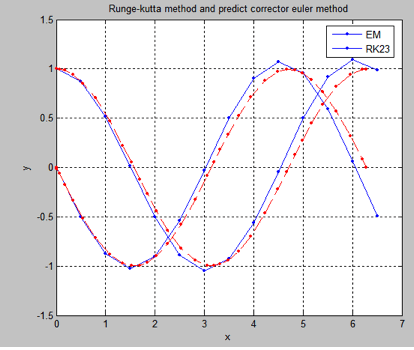 Runge-kutta method and predict corrector euler method
1.5
1
0.5
0
-0.5
-1
-1.5
y
EM
RK23
0 1 2 3 4 5 6 7
x